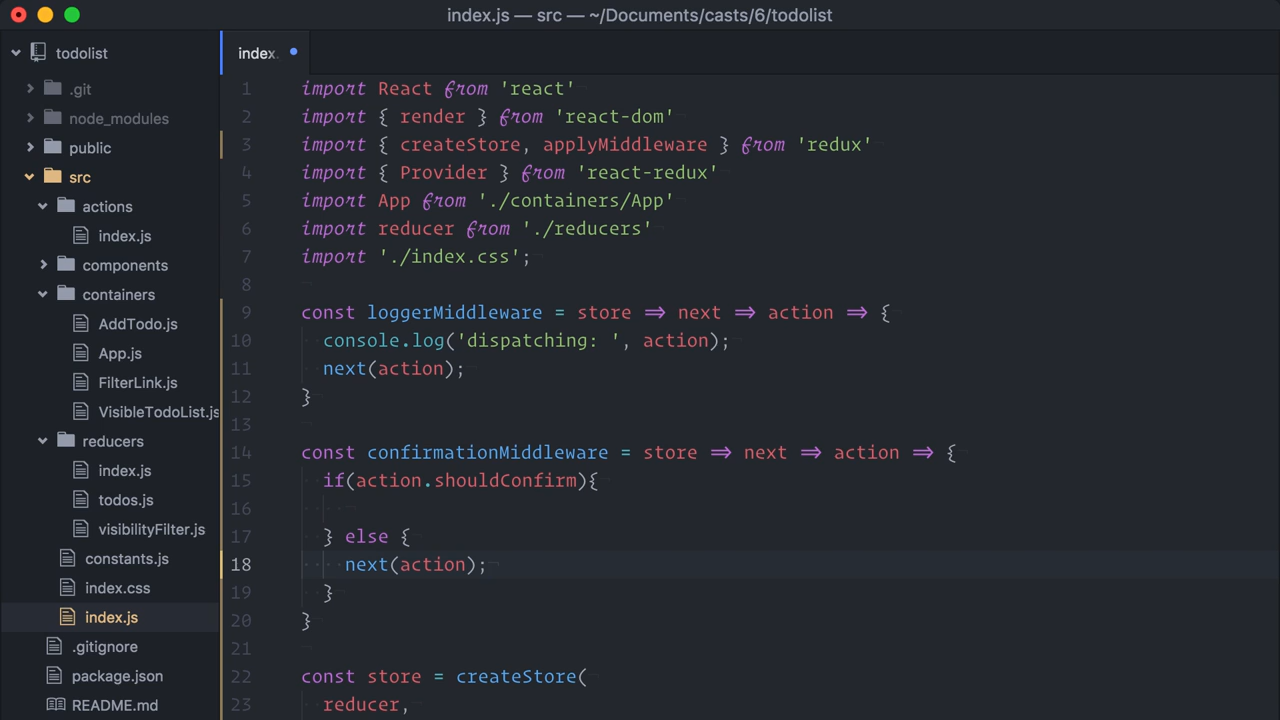 index.js — src — ~/Documents/casts/6/todolist
todolist
.git
node_modules
public
src
actions
index.js
components
containers
AddTodo.js
App.js
FilterLink.js
VisibleTodoList.js
reducers
index.js
todos.js
visibilityFilter.js
constants.js
index.css
index.js
.gitignore
package.json
README.md
index.
1 import React from 'react'
2 import { render } from 'react-dom'
3 import { createStore, applyMiddleware } from 'redux'
4 import { Provider } from 'react-redux'
5 import App from './containers/App'
6 import reducer from './reducers'
7 import './index.css';
8
9 const loggerMiddleware = store => next => action => {
10 console.log('dispatching: ', action);
11 next(action);
12 }
13
14 const confirmationMiddleware = store => next => action => {
15 if(action.shouldConfirm){
16
17 } else {
18 next(action);
19 }
20 }
21
22 const store = createStore(
23 reducer,